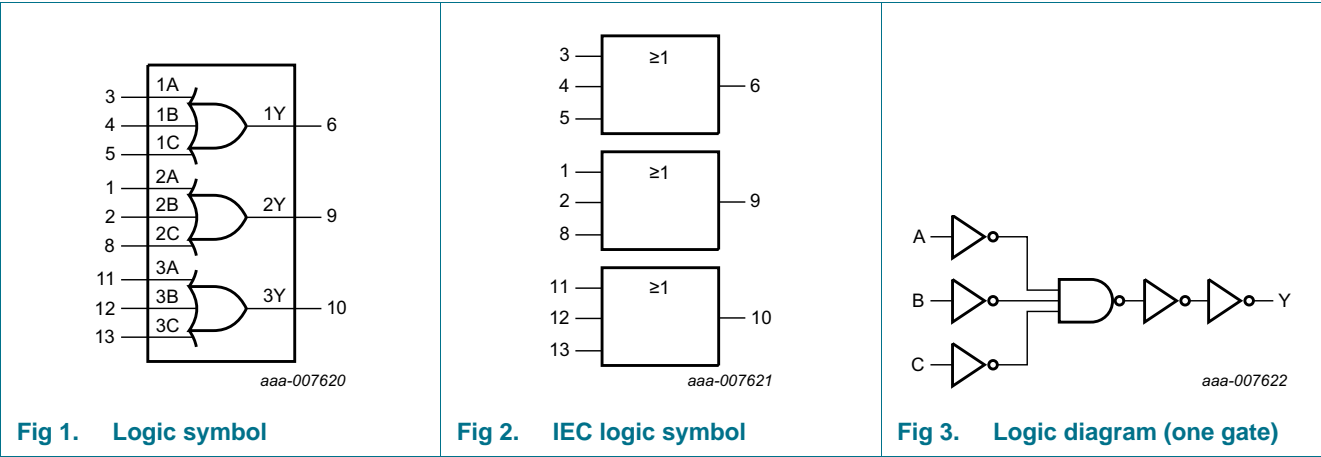 3 1A
4 1B 1Y 6
5 1C
1 2A
2 2B 2Y 9
8 2C
11 3A
12 3B 3Y 10
13 3C
aaa-007620
Fig 1. Logic symbol
3 ≥1
4 6
5
1 ≥1
2 9
8
11 ≥1
12 10
13
aaa-007621
Fig 2. IEC logic symbol
A
B Y
C
aaa-007622
Fig 3. Logic diagram (one gate)